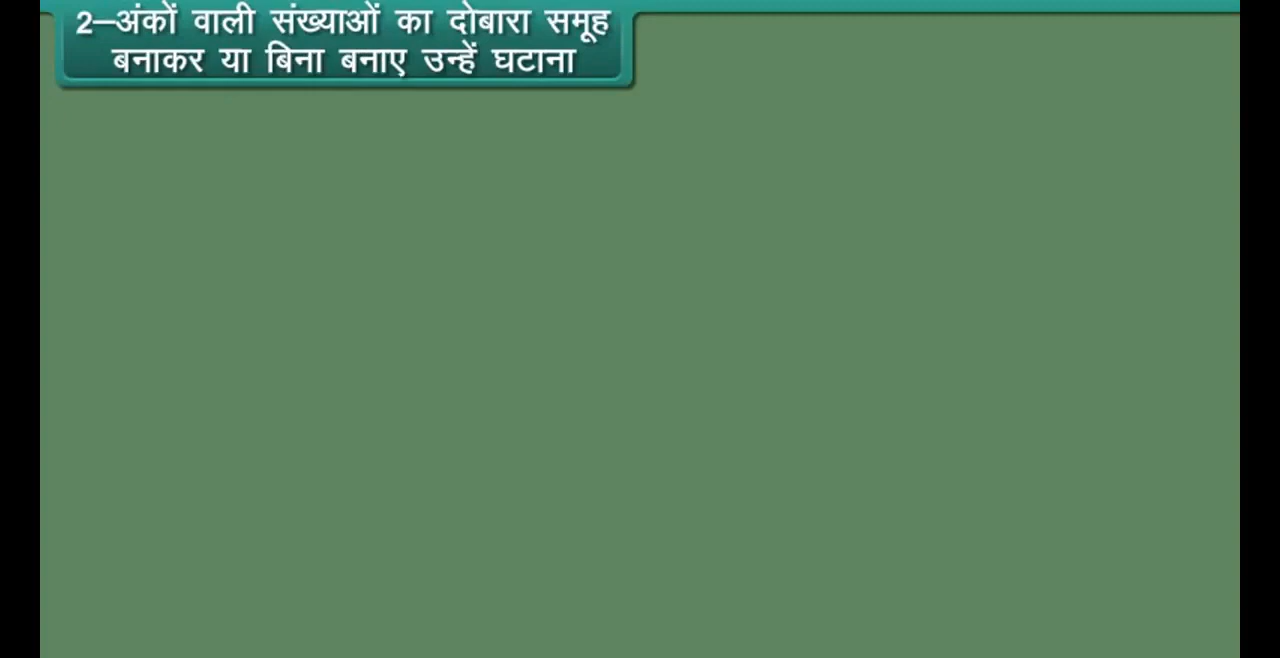 2–अंकों वाली संख्याओं का दोबारा समूह
बनाकर या बिना बनाए उन्हें घटाना